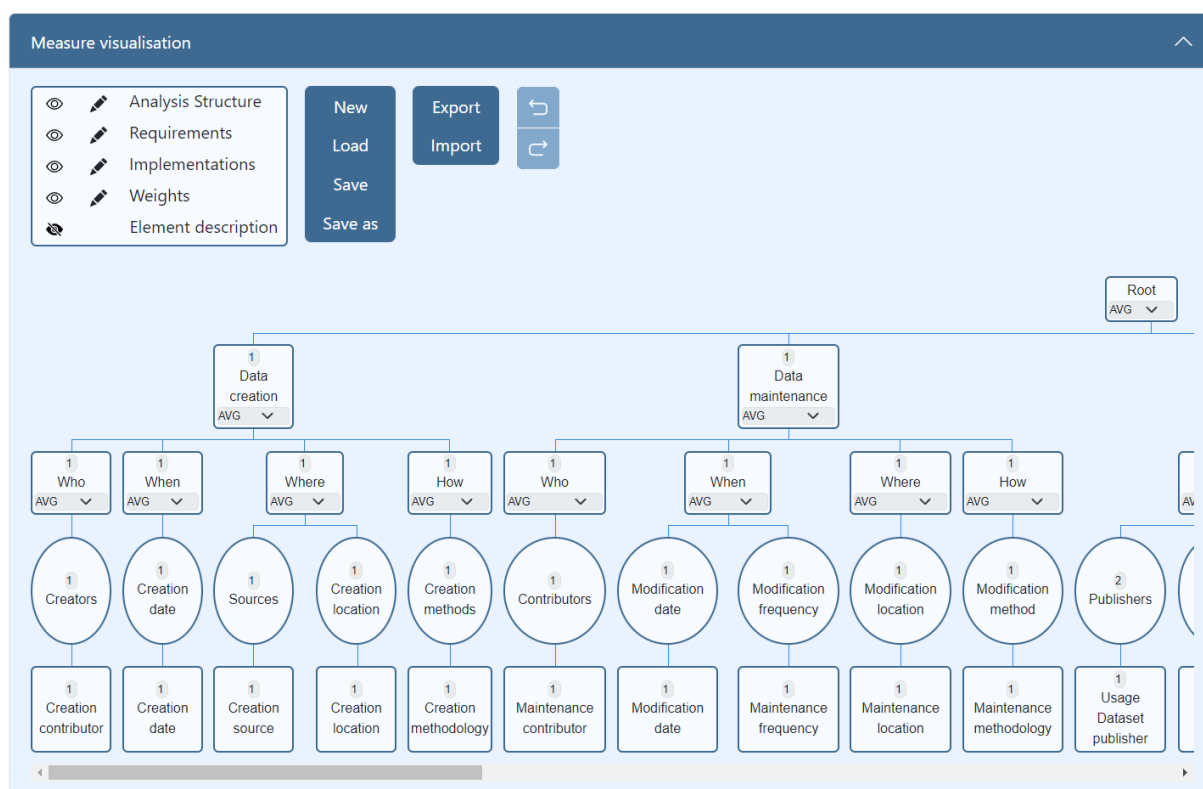 Measure visualisation
Analysis Structure
Requirements
Implementations
Weights
Element description
New
Load
Save
Save as
Export
Import
Root
AVG
1
Data
creation
AVG
1
Data
maintenance
AVG
1
Who
AVG
1
When
AVG
1
Where
AVG
1
How
AVG
1
Who
AVG
1
When
AVG
1
Where
AVG
1
How
AVG
1
Creators
1
Creation
date
1
Sources
1
Creation
location
1
Creation
methods
1
Contributors
1
Modification
date
1
Modification
frequency
1
Modification
location
1
Modification
method
2
Publishers
1
Creation
contributor
1
Creation
date
1
Creation
source
1
Creation
location
1
Creation
methodology
1
Maintenance
contributor
1
Modification
date
1
Maintenance
frequency
1
Maintenance
location
1
Maintenance
methodology
1
Usage
Dataset
publisher